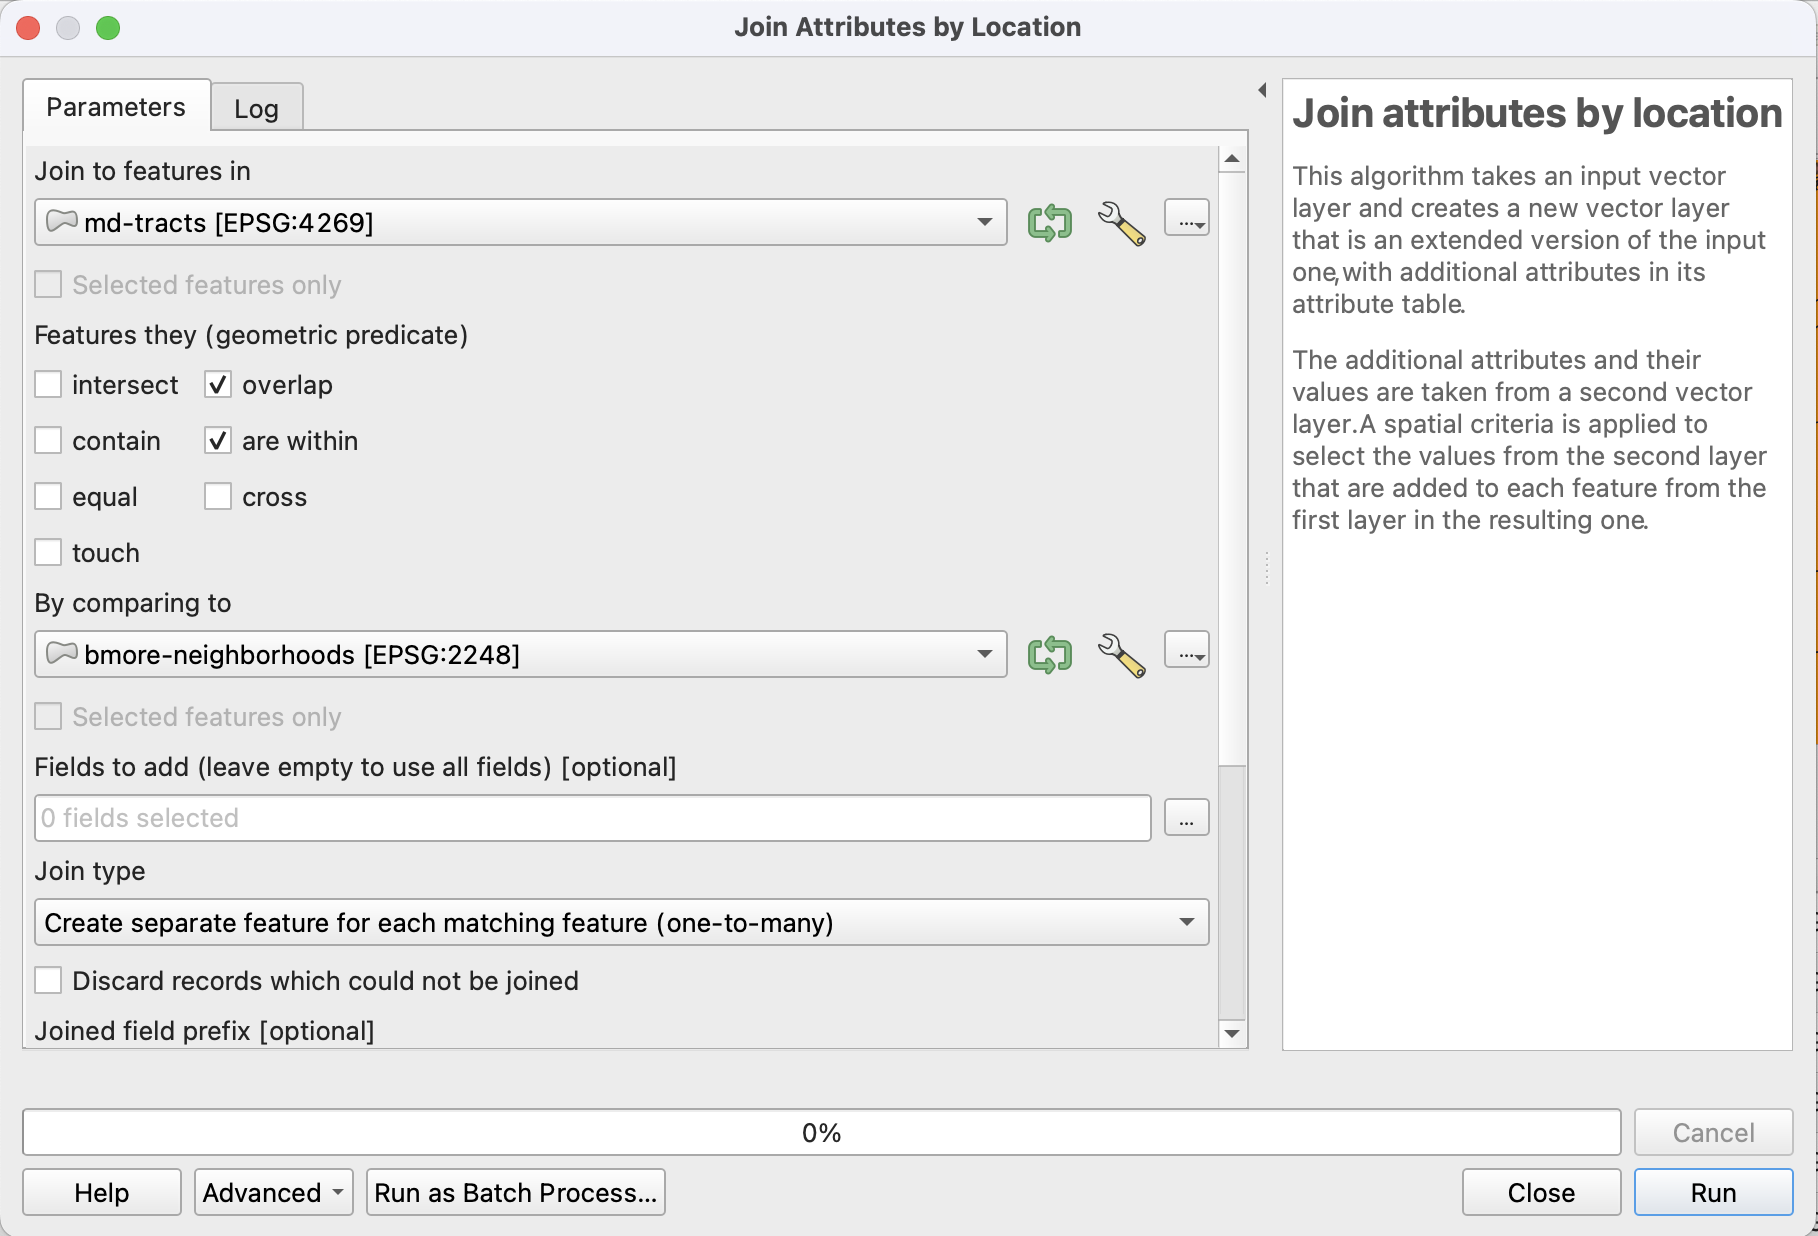 Join Attributes by Location
Parameters
Log
Join to features in
md-tracts [EPSG:4269]
...
Selected features only
Features they (geometric predicate)
intersect
overlap
contain
are within
equal
cross
touch
By comparing to
bmore-neighborhoods [EPSG:2248]
...
Selected features only
Fields to add (leave empty to use all fields) [optional]
0 fields selected
...
Join type
Create separate feature for each matching feature (one-to-many)
Discard records which could not be joined
Joined field prefix [optional]
Join attributes by location
This algorithm takes an input vector
layer and creates a new vector layer
that is an extended version of the input
one,with additional attributes in its
attribute table.
The additional attributes and their
values are taken from a second vector
layer.A spatial criteria is applied to
select the values from the second layer
that are added to each feature from the
first layer in the resulting one.
0%
Cancel
Help
Advanced
Run as Batch Process...
Close
Run